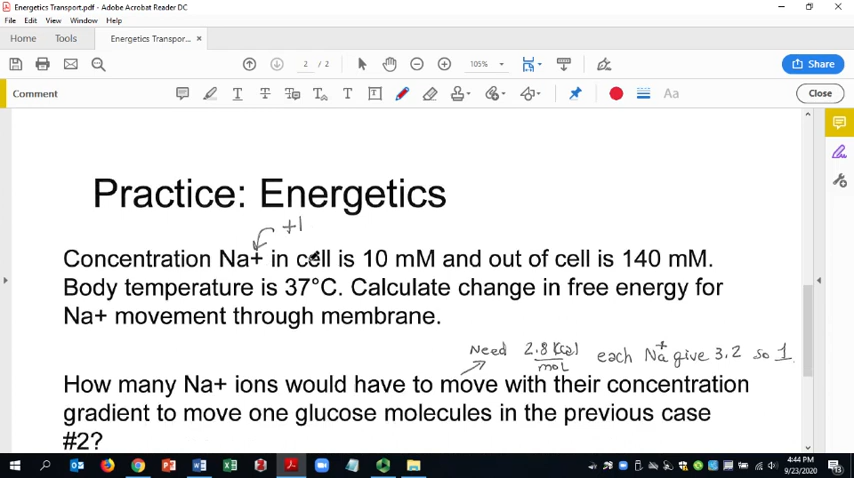 Energetics Transport.pdf - Adobe Acrobat Reader DC
File Edit View Window Help
Home Tools Energetics Transpor... ×
2 / 2 105% Share
Comment Aa Close
Practice: Energetics
+1
Concentration Na+ in cell is 10 mM and out of cell is 140 mM.
Body temperature is 37°C. Calculate change in free energy for
Na+ movement through membrane.
Need 2.8 kcal/mol each Na+ give 3.2 so 1
How many Na+ ions would have to move with their concentration
gradient to move one glucose molecules in the previous case
#2?
4:44 PM
9/23/2020